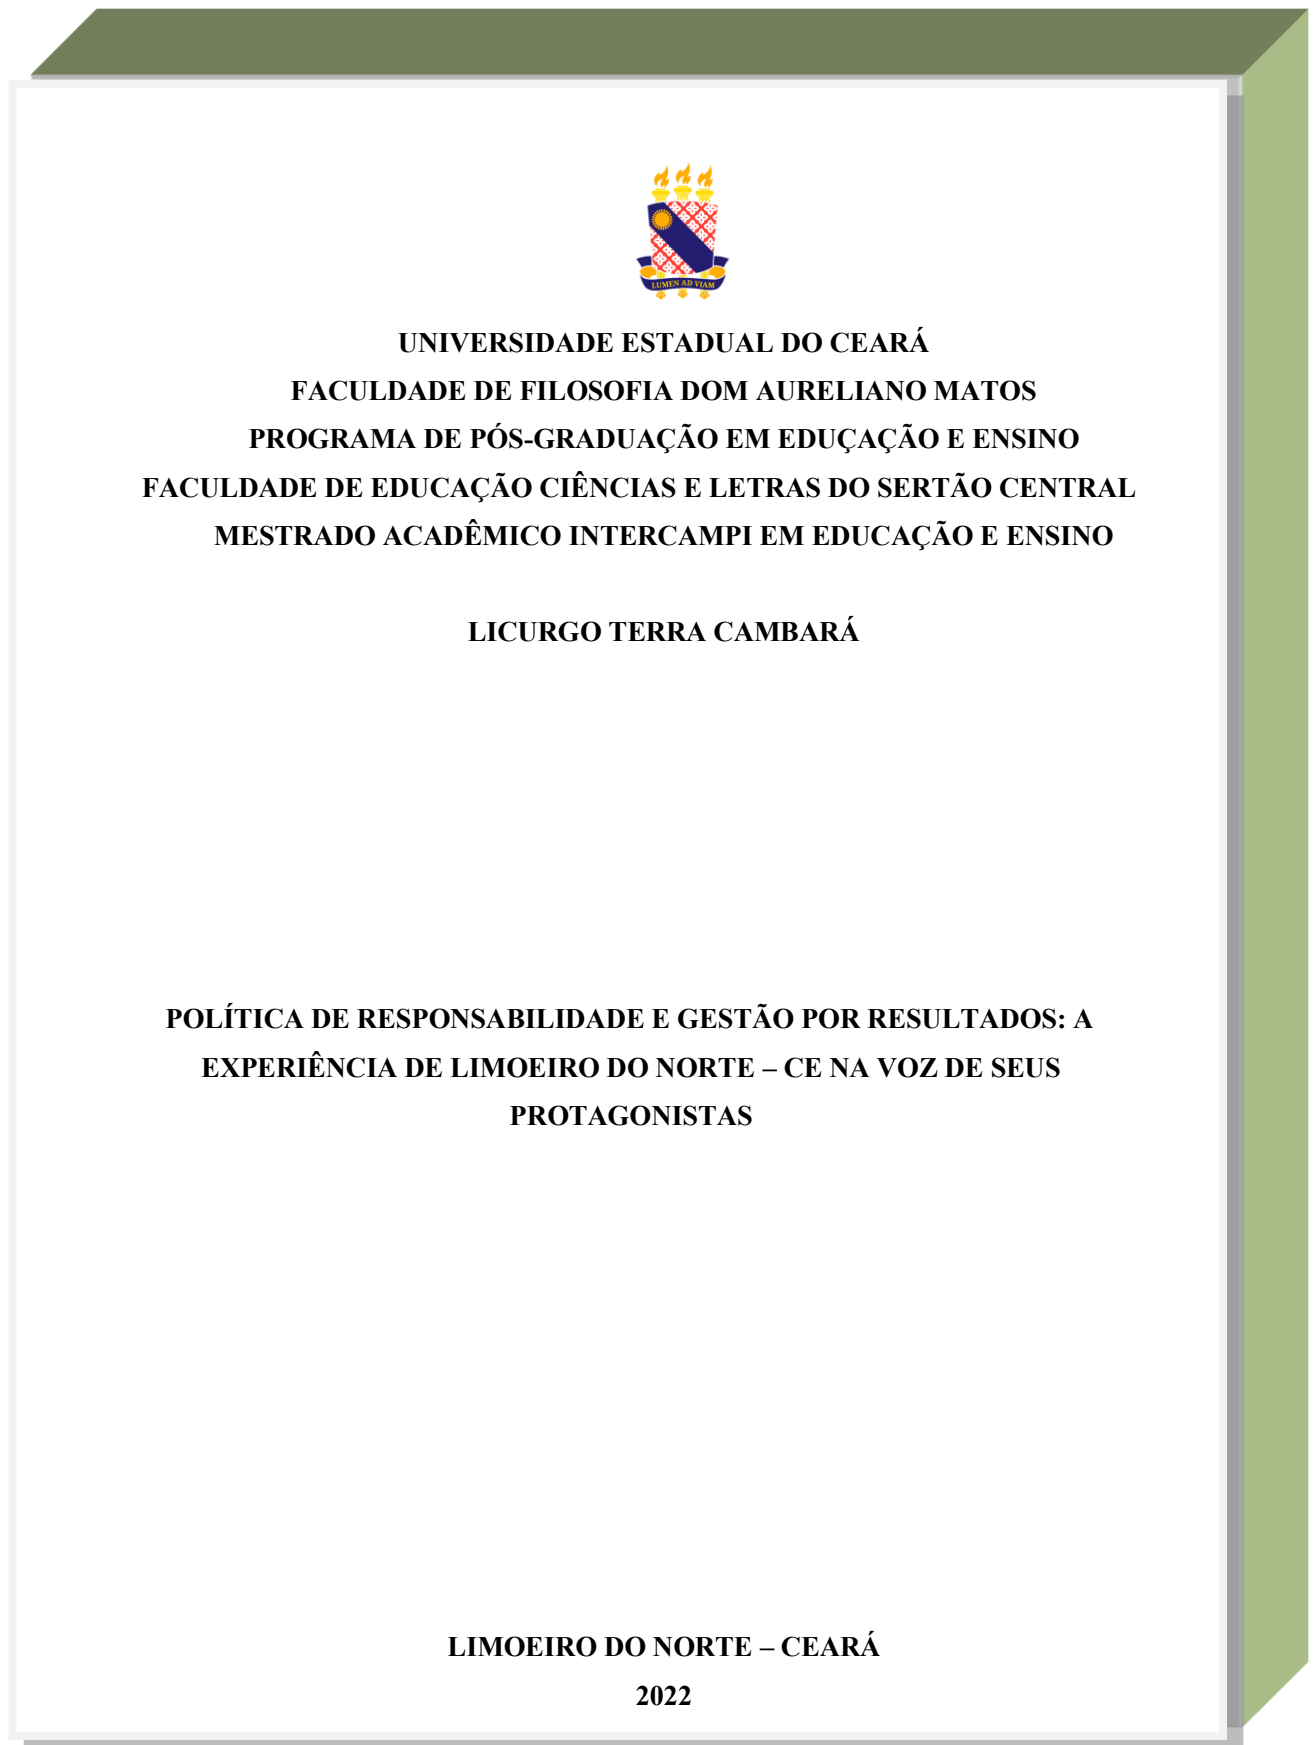 LUMEN AD VIAM
UNIVERSIDADE ESTADUAL DO CEARÁ
FACULDADE DE FILOSOFIA DOM AURELIANO MATOS
PROGRAMA DE PÓS-GRADUAÇÃO EM EDUÇAÇÃO E ENSINO
FACULDADE DE EDUCAÇÃO CIÊNCIAS E LETRAS DO SERTÃO CENTRAL
MESTRADO ACADÊMICO INTERCAMPI EM EDUCAÇÃO E ENSINO
LICURGO TERRA CAMBARÁ
POLÍTICA DE RESPONSABILIDADE E GESTÃO POR RESULTADOS: A
EXPERIÊNCIA DE LIMOEIRO DO NORTE – CE NA VOZ DE SEUS
PROTAGONISTAS
LIMOEIRO DO NORTE – CEARÁ
2022